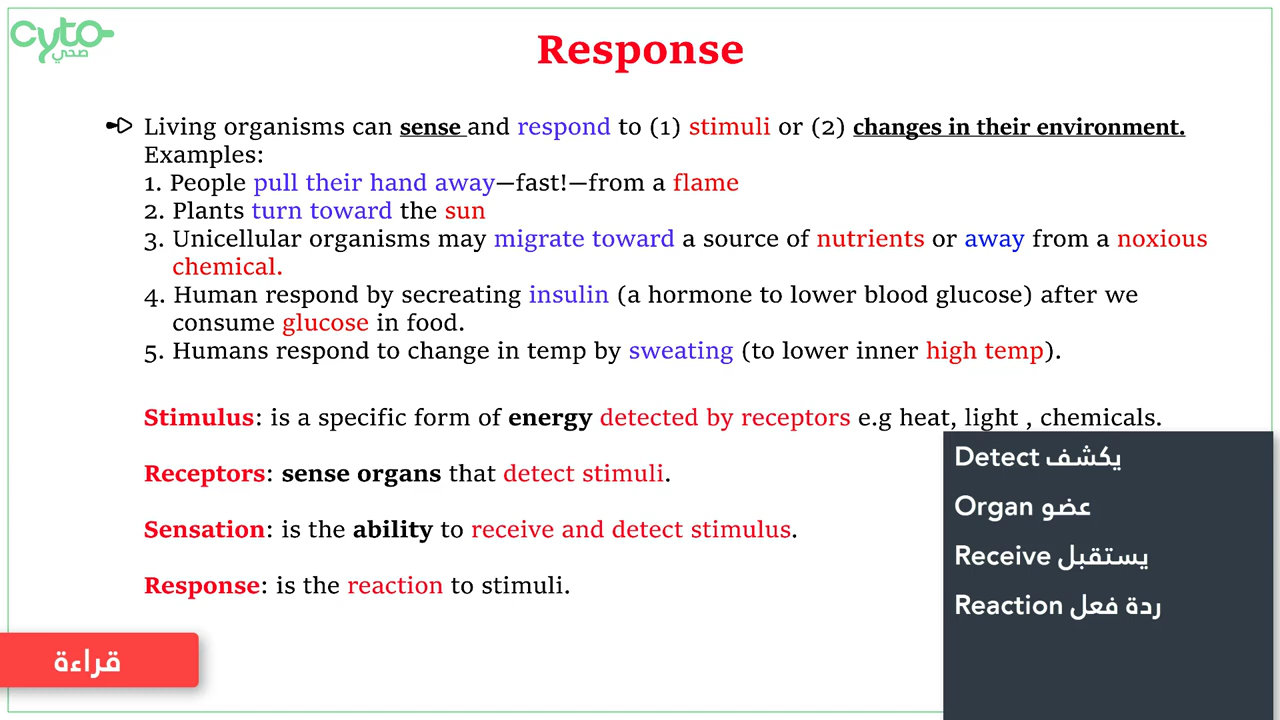 cyto
صحي
Response
Living organisms can sense and respond to (1) stimuli or (2) changes in their environment.
Examples:
1. People pull their hand away—fast!—from a flame
2. Plants turn toward the sun
3. Unicellular organisms may migrate toward a source of nutrients or away from a noxious
chemical.
4. Human respond by secreating insulin (a hormone to lower blood glucose) after we
consume glucose in food.
5. Humans respond to change in temp by sweating (to lower inner high temp).
Stimulus: is a specific form of energy detected by receptors e.g heat, light , chemicals.
Receptors: sense organs that detect stimuli.
Sensation: is the ability to receive and detect stimulus.
Response: is the reaction to stimuli.
Detect يكشف
Organ عضو
Receive يستقبل
Reaction ردة فعل
قراءة